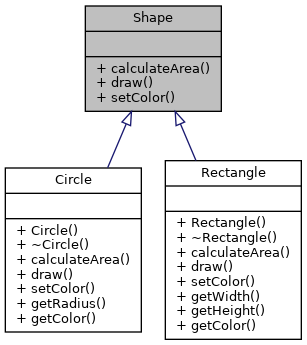 Shape
+ calculateArea()
+ draw()
+ setColor()
Circle
+ Circle()
+ ~Circle()
+ calculateArea()
+ draw()
+ setColor()
+ getRadius()
+ getColor()
Rectangle
+ Rectangle()
+ ~Rectangle()
+ calculateArea()
+ draw()
+ setColor()
+ getWidth()
+ getHeight()
+ getColor()